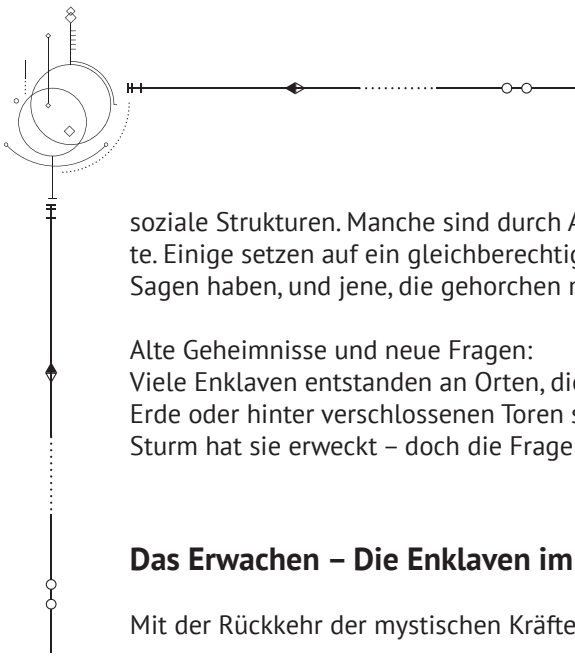 soziale Strukturen. Manche sind durch
te. Einige setzen auf ein
Sagen haben, und jene, die gehorchen
Alte Geheimnisse und neue Fragen:
Viele Enklaven entstanden an Orten,
Erde oder hinter verschlossenen Toren
Sturm hat sie erweckt – doch die Frage
Das Erwachen – Die Enklaven im
Mit der Rückkehr der mystischen Kräfte